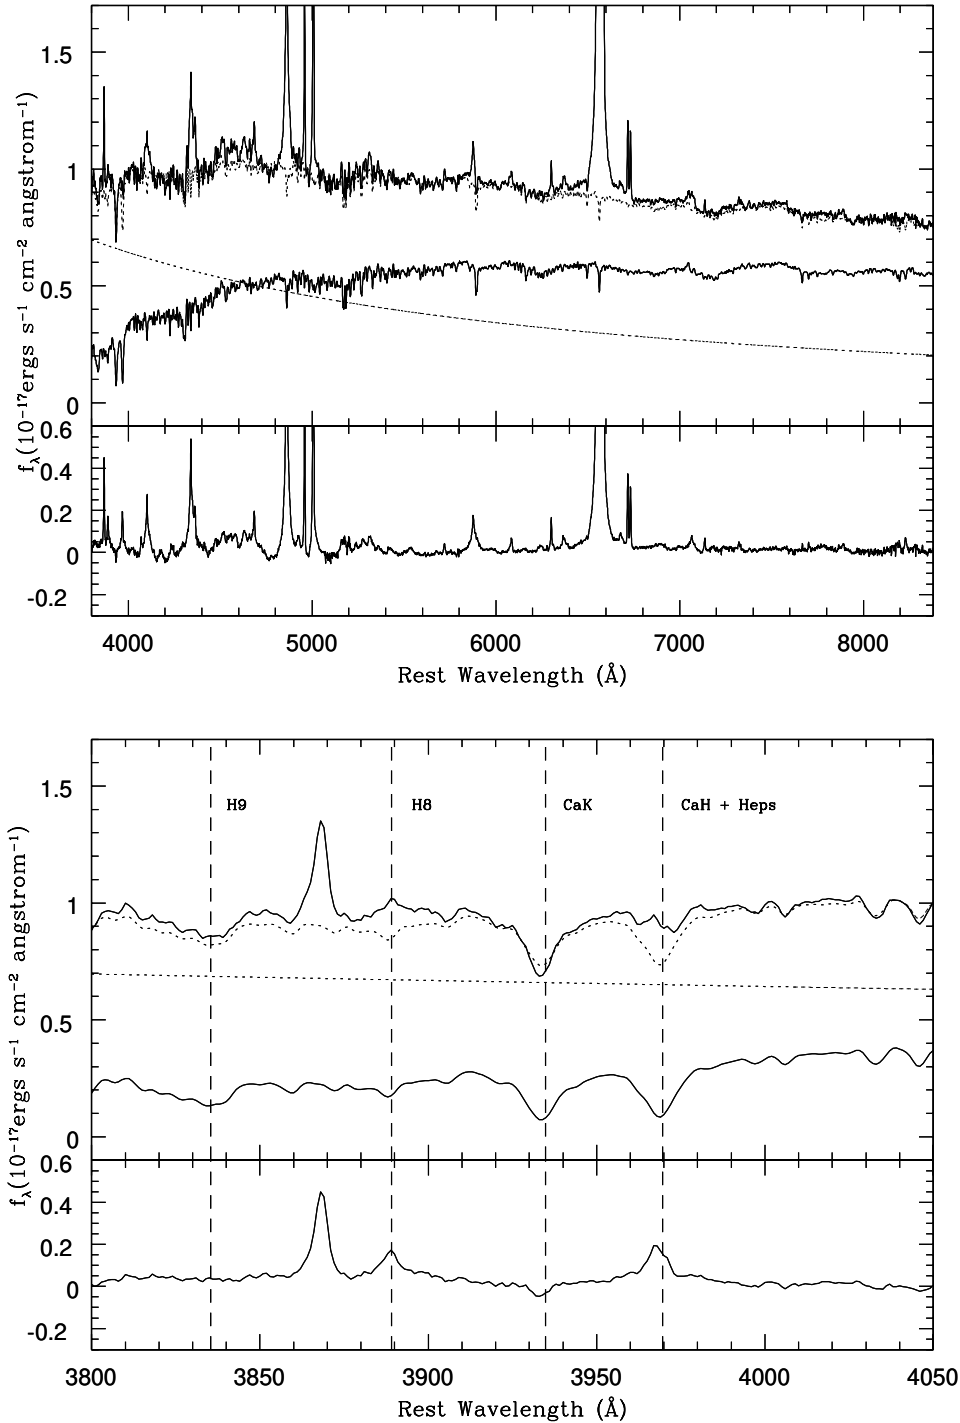 1.5
1
0.5
0
0.6
0.4
0.2
0
-0.2
f_λ(10⁻¹⁷ergs s⁻¹ cm⁻² angstrom⁻¹)
4000 5000 6000 7000 8000
Rest Wavelength (Å)
H9 H8 CaK CaH + Heps
1.5
1
0.5
0
0.6
0.4
0.2
0
-0.2
f_λ(10⁻¹⁷ergs s⁻¹ cm⁻² angstrom⁻¹)
3800 3850 3900 3950 4000 4050
Rest Wavelength (Å)